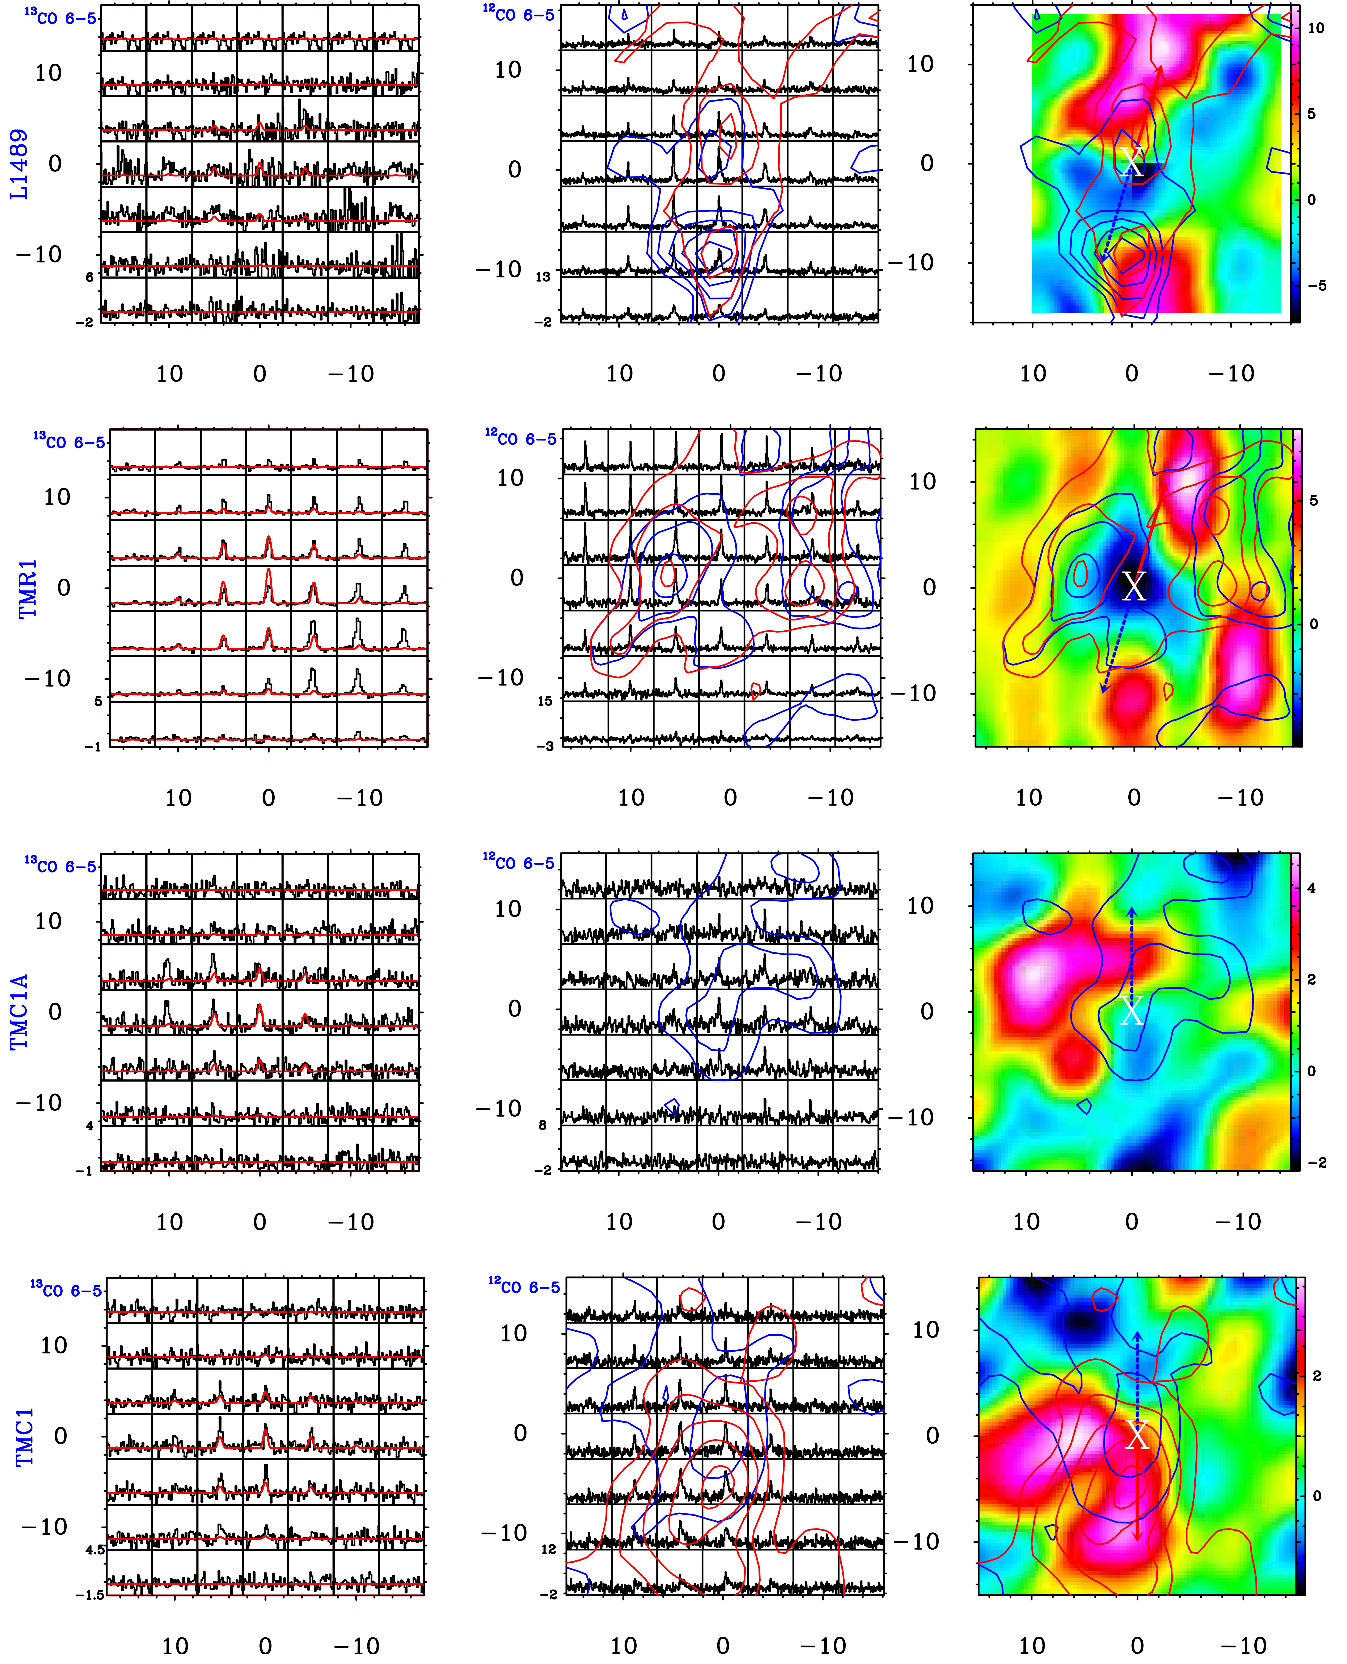 ¹³CO 6−5 ¹²CO 6−5
10 10 10 10
L1489
0 0 0 X 5
0
−10 −10 −10
6 13 −5
−2 −2
10 0 −10 10 0 −10 10 0 −10
¹³CO 6−5 ¹²CO 6−5
10 10 10 5
TMR1
0 0 0 X
0
−10 −10 −10
5 15
−1 −3
10 0 −10 10 0 −10 10 0 −10
¹³CO 6−5 ¹²CO 6−5
4
10 10 10
2
TMC1A
0 0 0 X
0
−10 −10 −10
4 8
−1 −2 −2
10 0 −10 10 0 −10 10 0 −10
¹³CO 6−5 ¹²CO 6−5
10 10 10
2
TMC1
0 0 0 X
0
−10 −10 −10
4.5 12
−1.5 −2
10 0 −10 10 0 −10 10 0 −10